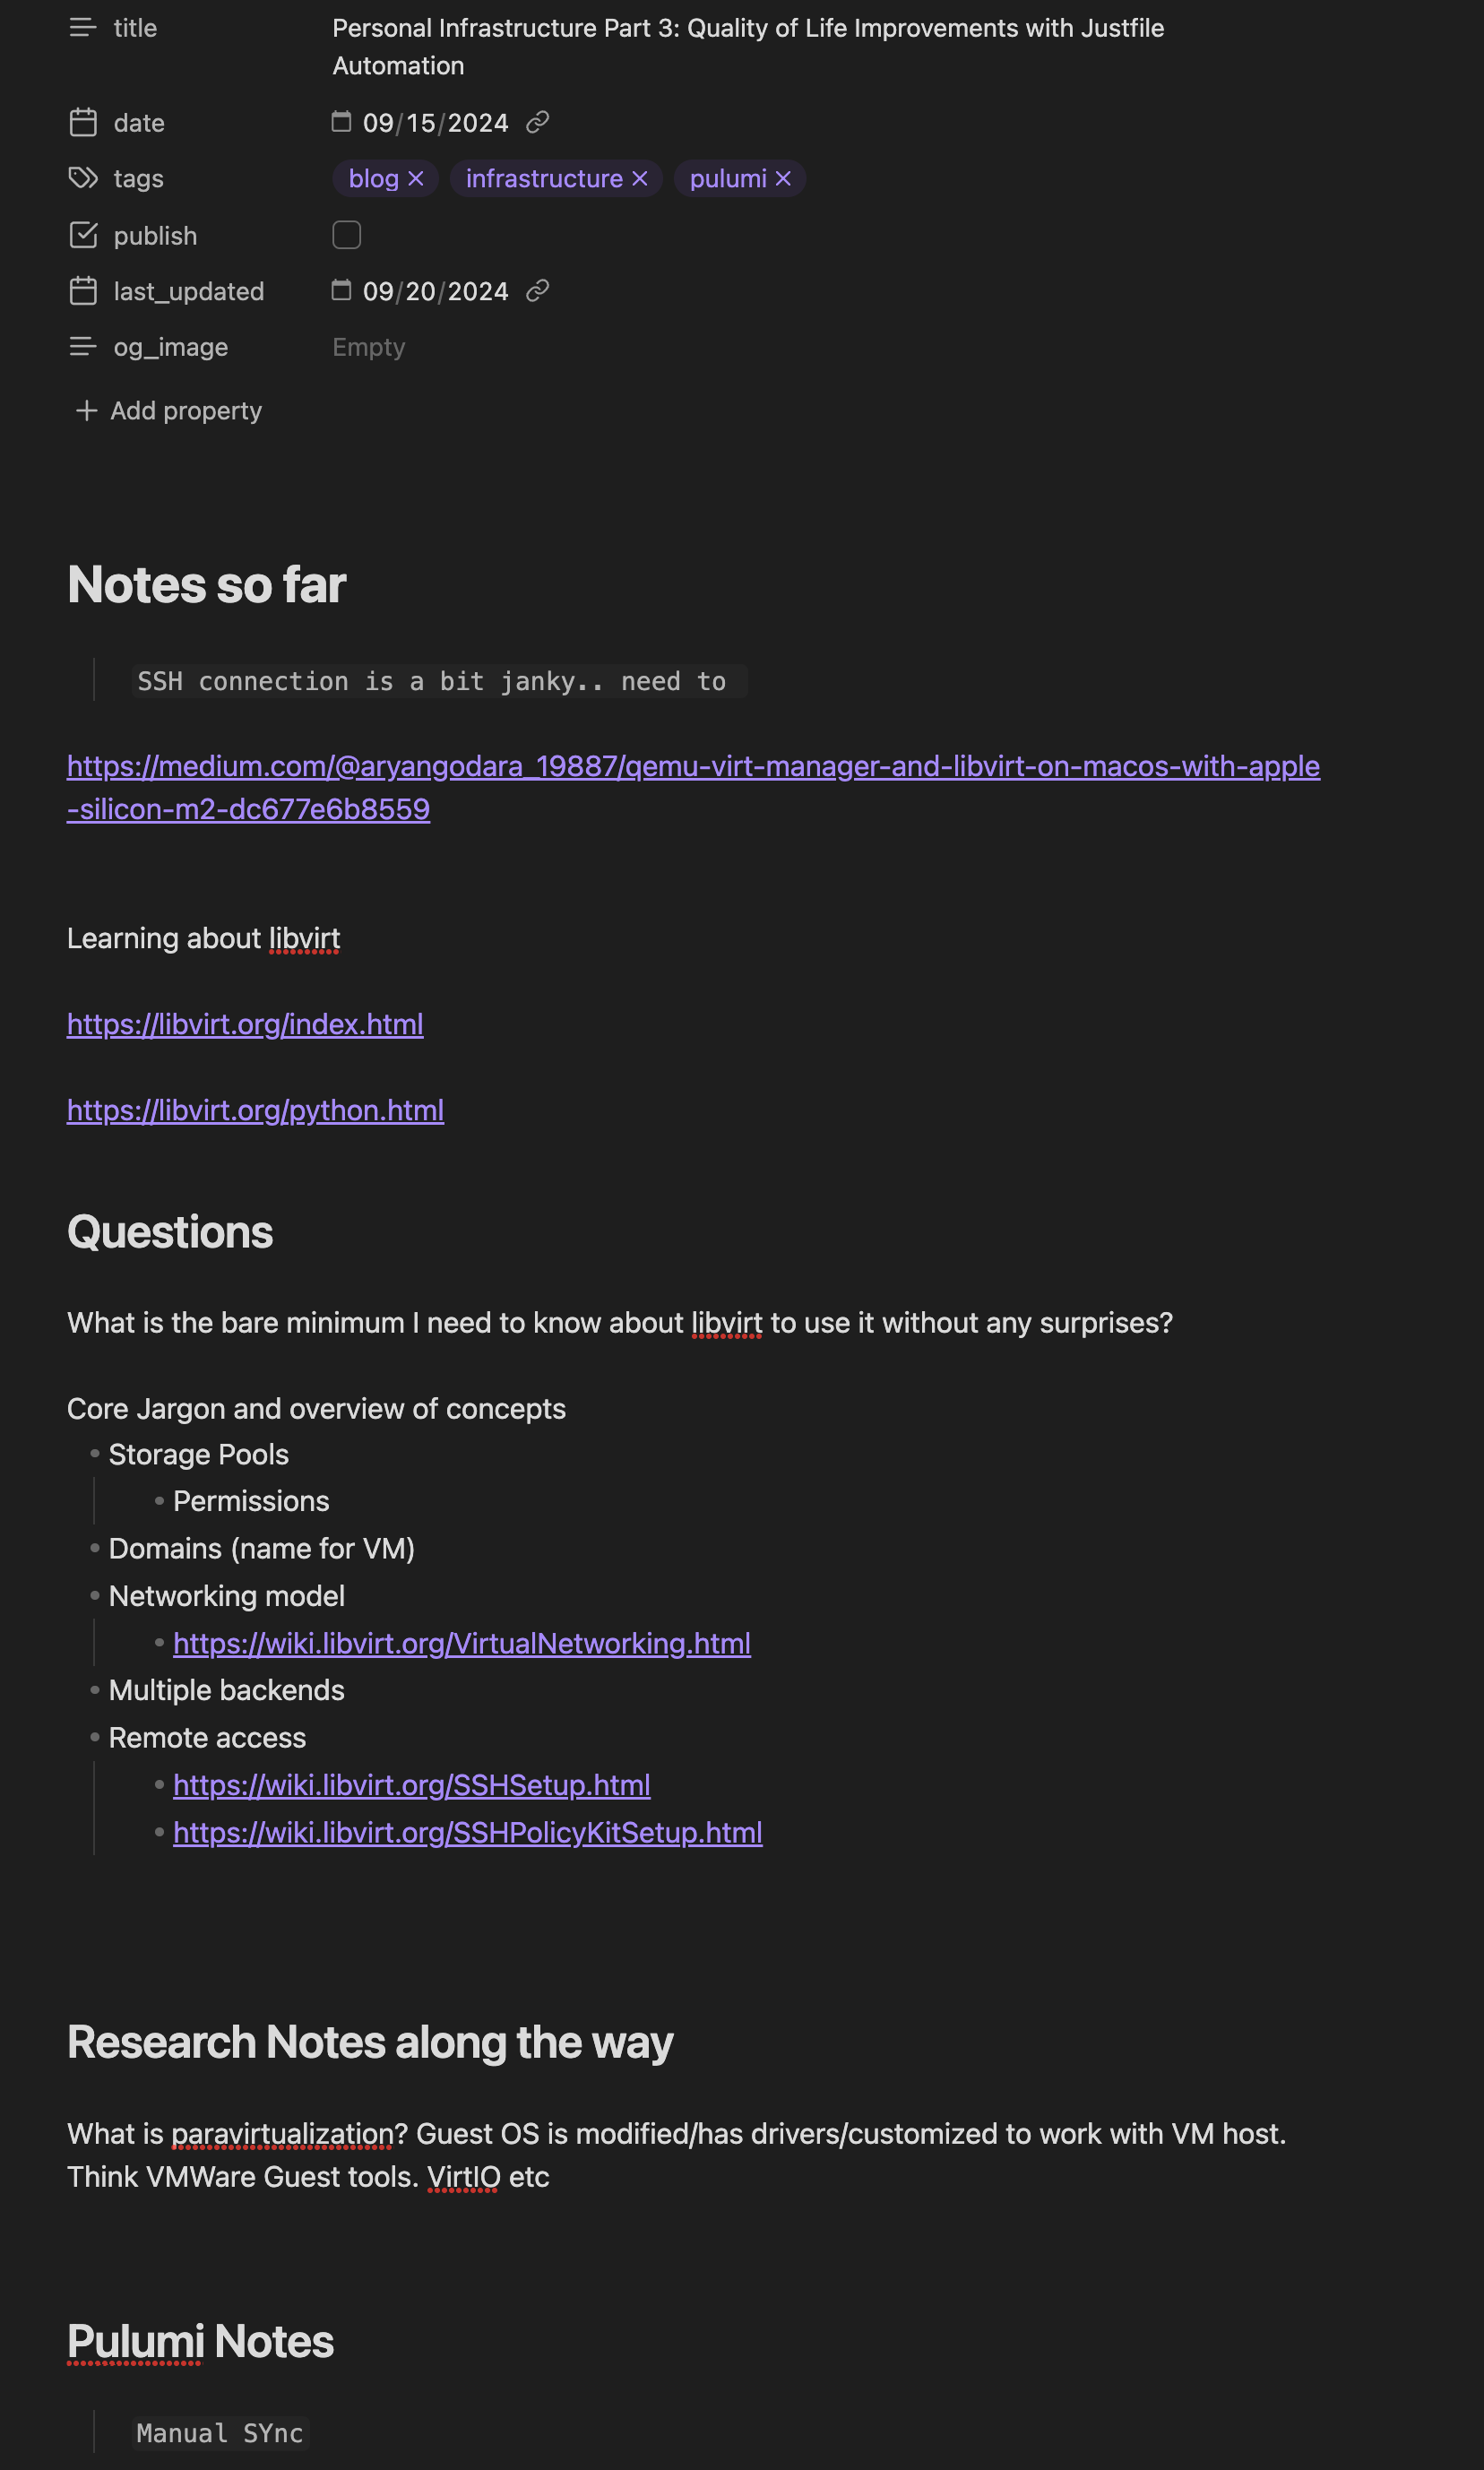 title Personal Infrastructure Part 3: Quality of Life Improvements with Justfile
Automation
date 09/15/2024
tags blog infrastructure pulumi
publish
last_updated 09/20/2024
og_image Empty
Add property
Notes so far
SSH connection is a bit janky.. need to
https://medium.com/@aryangodara_19887/qemu-virt-manager-and-libvirt-on-macos-with-apple
-silicon-m2-dc677e6b8559
Learning about libvirt
https://libvirt.org/index.html
https://libvirt.org/python.html
Questions
What is the bare minimum I need to know about libvirt to use it without any surprises?
Core Jargon and overview of concepts
• Storage Pools
• Permissions
• Domains (name for VM)
• Networking model
• https://wiki.libvirt.org/VirtualNetworking.html
• Multiple backends
• Remote access
• https://wiki.libvirt.org/SSHSetup.html
• https://wiki.libvirt.org/SSHPolicyKitSetup.html
Research Notes along the way
What is paravirtualization? Guest OS is modified/has drivers/customized to work with VM host.
Think VMWare Guest tools. VirtIO etc
Pulumi Notes
Manual SYnc